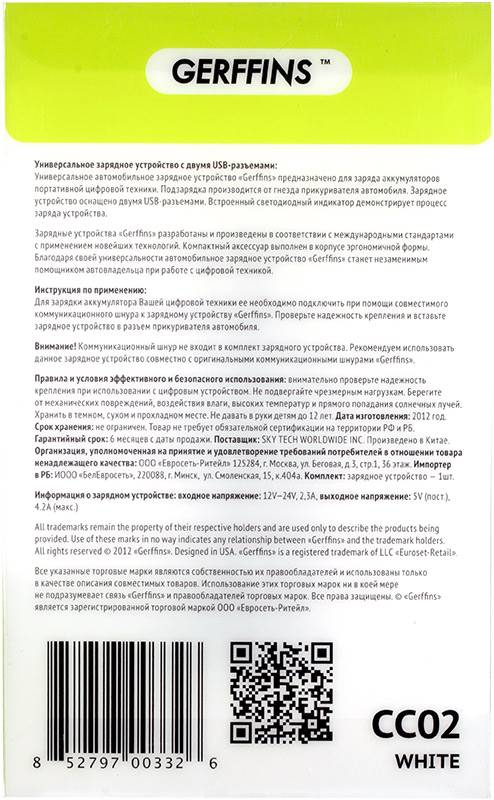 GERFFINS ™
Универсальное зарядное устройство с двумя USB-разъемами:
Универсальное автомобильное зарядное устройство «Gerffins» предназначено для заряда аккумуляторов
портативной цифровой техники. Подзарядка производится от гнезда прикуривателя автомобиля. Зарядное
устройство оснащено двумя USB-разъемами. Встроенный светодиодный индикатор демонстрирует процесс
заряда устройства.
Зарядные устройства «Gerffins» разработаны и произведены в соответствии с международными стандартами
с применением новейших технологий. Компактный аксессуар выполнен в корпусе эргономичной формы.
Благодаря своей универсальности автомобильное зарядное устройство «Gerffins» станет незаменимым
помощником автовладельца при работе с цифровой техникой.
Инструкция по применению:
Для зарядки аккумулятора Вашей цифровой техники ее необходимо подключить при помощи совместимого
коммуникационного шнура к зарядному устройству «Gerffins». Проверьте надежность крепления и вставьте
зарядное устройство в разъем прикуривателя автомобиля.
Внимание! Коммуникационный шнур не входит в комплект зарядного устройства. Рекомендуем использовать
данное зарядное устройство совместно с оригинальными коммуникационными шнурами «Gerffins».
Правила и условия эффективного и безопасного использования: внимательно проверьте надежность
крепления при использовании с цифровым устройством. Не подвергайте чрезмерным нагрузкам. Берегите
от механических повреждений, воздействия влаги, высоких температур и прямого попадания солнечных лучей.
Хранить в темном, сухом и прохладном месте. Не давать в руки детям до 12 лет. Дата изготовления: 2012 год.
Срок хранения: не ограничен. Товар не требует обязательной сертификации на территории РФ и РБ.
Гарантийный срок: 6 месяцев с даты продажи. Поставщик: SKY TECH WORLDWIDE INC. Произведено в Китае.
Организация, уполномоченная на принятие и удовлетворение требований потребителей в отношении товара
ненадлежащего качества: ООО «Евросеть-Ритейл» 125284, г. Москва, ул. Беговая, д.3, стр.1, 36 этаж. Импортер
в РБ: ИООО «БелЕвросеть», 220088, г. Минск, ул. Смоленская, 15, к.404а. Комплект: зарядное устройство — 1шт.
Информация о зарядном устройстве: входное напряжение: 12V—24V, 2,3A, выходное напряжение: 5V (пост.),
4.2A (макс.)
All trademarks remain the property of their respective holders and are used only to describe the products being
provided. Use of these marks in no way indicates any relationship between «Gerffins» and the trademark holders.
All rights reserved © 2012 «Gerffins». Designed in USA. «Gerffins» is a registered trademark of LLC «Euroset-Retail».
Все указанные торговые марки являются собственностью их правообладателей и использованы только
в качестве описания совместимых товаров. Использование этих торговых марок ни в коей мере
не подразумевает связь «Gerffins» и правообладателей торговых марок. Все права защищены. © «Gerffins»
является зарегистрированной торговой маркой ООО «Евросеть-Ритейл».
8 52797 00332 6
CC02
WHITE